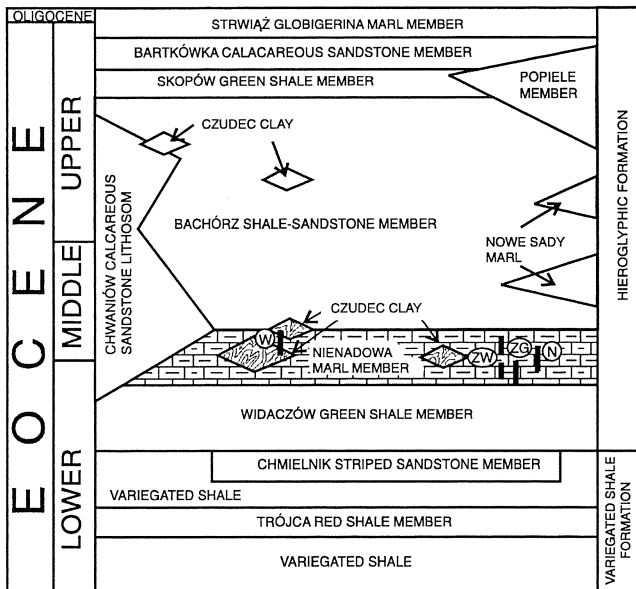 OLIGOCENE
EOCENE
UPPER
MIDDLE
LOWER
STRWIĄŻ GLOBIGERINA MARL MEMBER
BARTKÓWKA CALACAREOUS SANDSTONE MEMBER
SKOPÓW GREEN SHALE MEMBER
POPIELE
MEMBER
CZUDEC CLAY
BACHÓRZ SHALE-SANDSTONE MEMBER
NOWE SADY
MARL
CHWANIÓW CALCAREOUS
SANDSTONE LITHOSOM
CZUDEC CLAY
W
NIENADOWA
MARL MEMBER
ZW
ZG
N
WIDACZÓW GREEN SHALE MEMBER
CHMIELNIK STRIPED SANDSTONE MEMBER
VARIEGATED SHALE
TRÓJCA RED SHALE MEMBER
VARIEGATED SHALE
HIEROGLYPHIC FORMATION
VARIEGATED SHALE
FORMATION